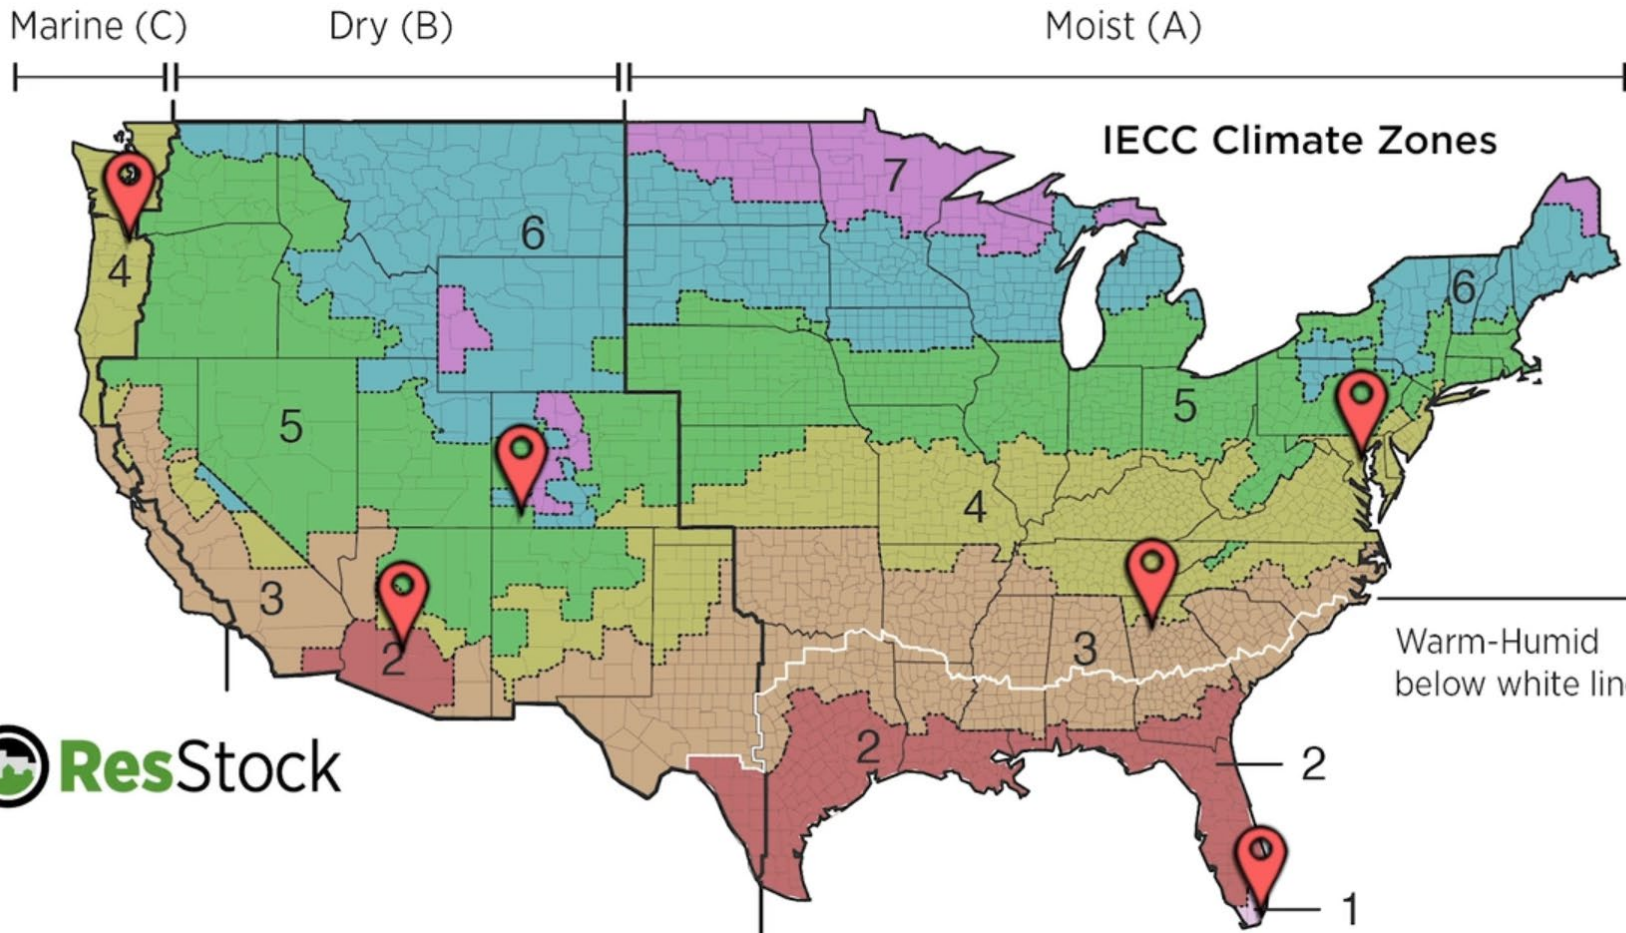 Marine (C)
Dry (B)
Moist (A)
IECC Climate Zones
7
6
4
6
5
5
4
3
3
Warm-Humid
below white lin
2
2
2
ResStock
1